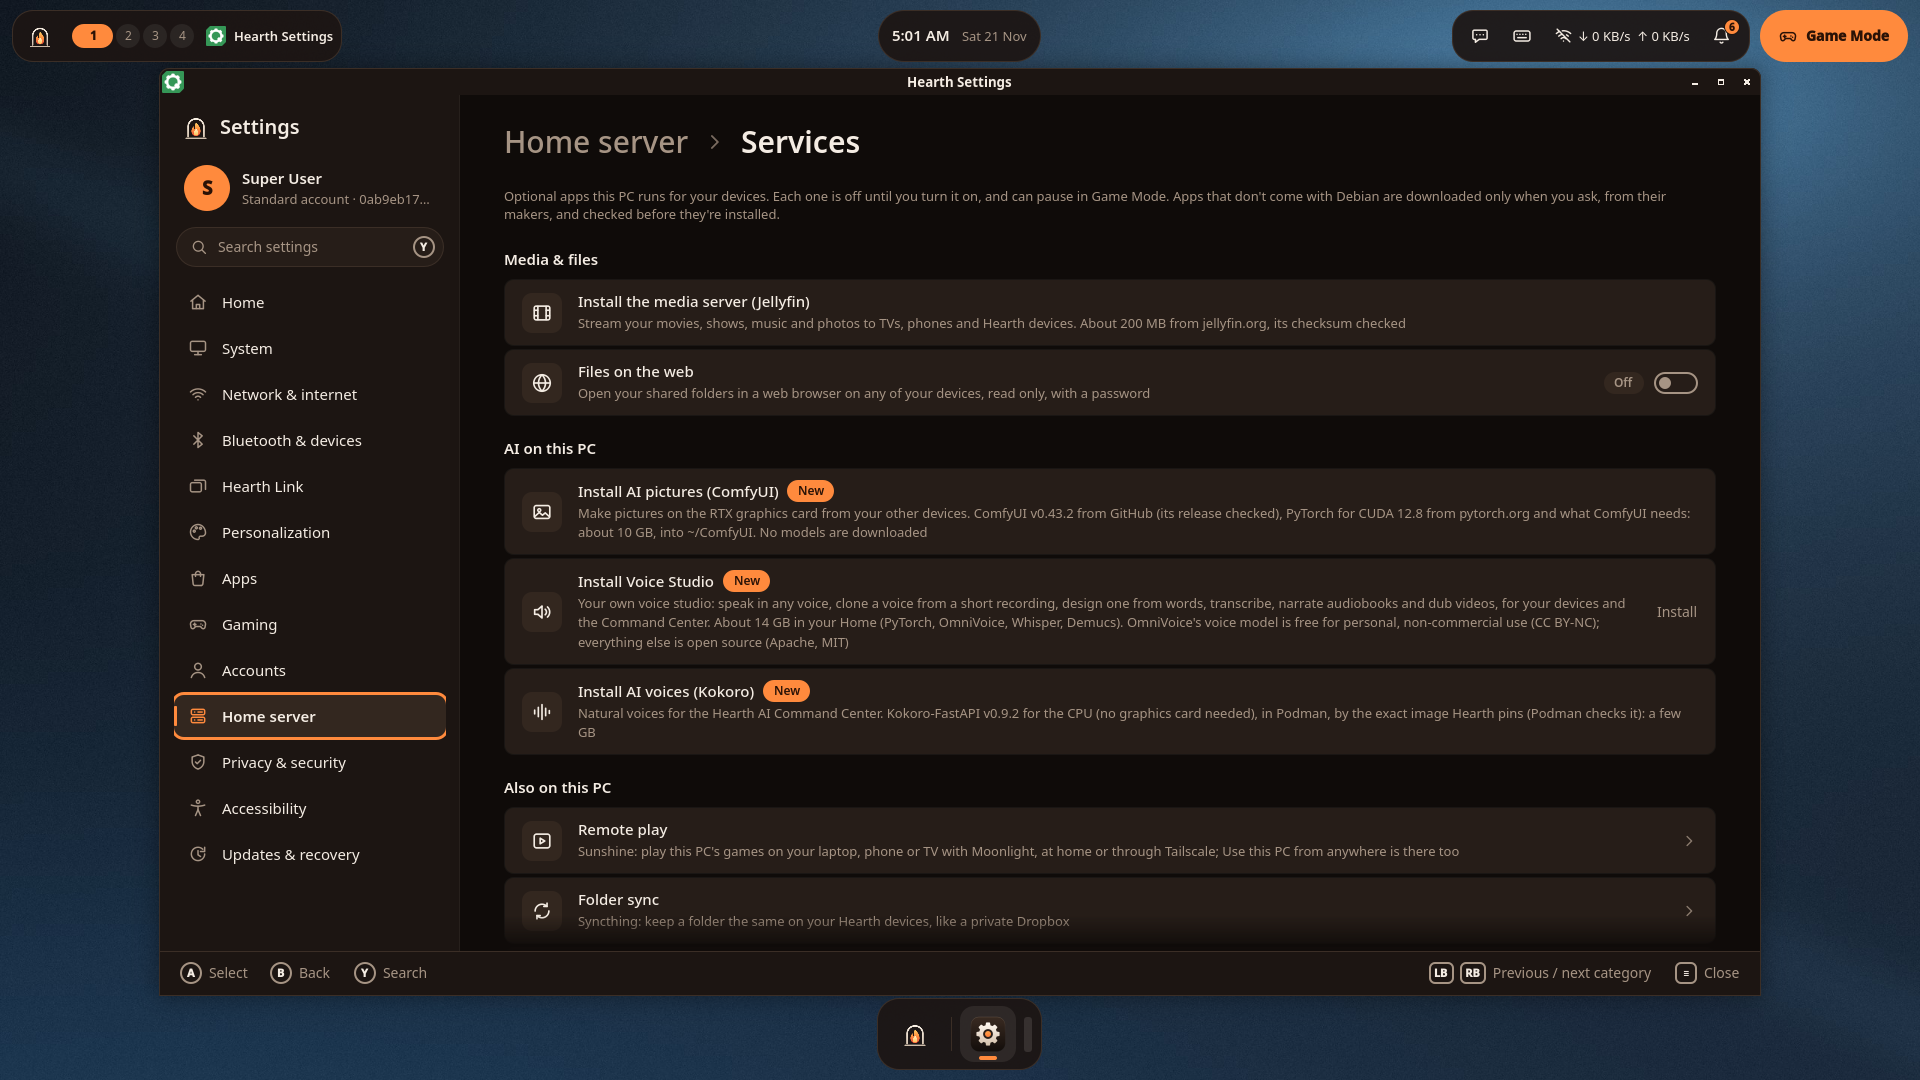 1 2 3 4 Hearth Settings
5:01 AM Sat 21 Nov
↓ 0 KB/s ↑ 0 KB/s 6 Game Mode
Hearth Settings
Settings
S
Super User
Standard account · 0ab9eb17...
Search settings Y
Home
System
Network & internet
Bluetooth & devices
Hearth Link
Personalization
Apps
Gaming
Accounts
Home server
Privacy & security
Accessibility
Updates & recovery
Home server > Services
Optional apps this PC runs for your devices. Each one is off until you turn it on, and can pause in Game Mode. Apps that don't come with Debian are downloaded only when you ask, from their
makers, and checked before they're installed.
Media & files
Install the media server (Jellyfin)
Stream your movies, shows, music and photos to TVs, phones and Hearth devices. About 200 MB from jellyfin.org, its checksum checked
Files on the web
Open your shared folders in a web browser on any of your devices, read only, with a password
Off
AI on this PC
Install AI pictures (ComfyUI) New
Make pictures on the RTX graphics card from your other devices. ComfyUI v0.43.2 from GitHub (its release checked), PyTorch for CUDA 12.8 from pytorch.org and what ComfyUI needs:
about 10 GB, into ~/ComfyUI. No models are downloaded
Install Voice Studio New
Your own voice studio: speak in any voice, clone a voice from a short recording, design one from words, transcribe, narrate audiobooks and dub videos, for your devices and
the Command Center. About 14 GB in your Home (PyTorch, OmniVoice, Whisper, Demucs). OmniVoice's voice model is free for personal, non-commercial use (CC BY-NC);
everything else is open source (Apache, MIT)
Install
Install AI voices (Kokoro) New
Natural voices for the Hearth AI Command Center. Kokoro-FastAPI v0.9.2 for the CPU (no graphics card needed), in Podman, by the exact image Hearth pins (Podman checks it): a few
GB
Also on this PC
Remote play
Sunshine: play this PC's games on your laptop, phone or TV with Moonlight, at home or through Tailscale; Use this PC from anywhere is there too
Folder sync
Syncthing: keep a folder the same on your Hearth devices, like a private Dropbox
A Select B Back Y Search
LB RB Previous / next category ≡ Close